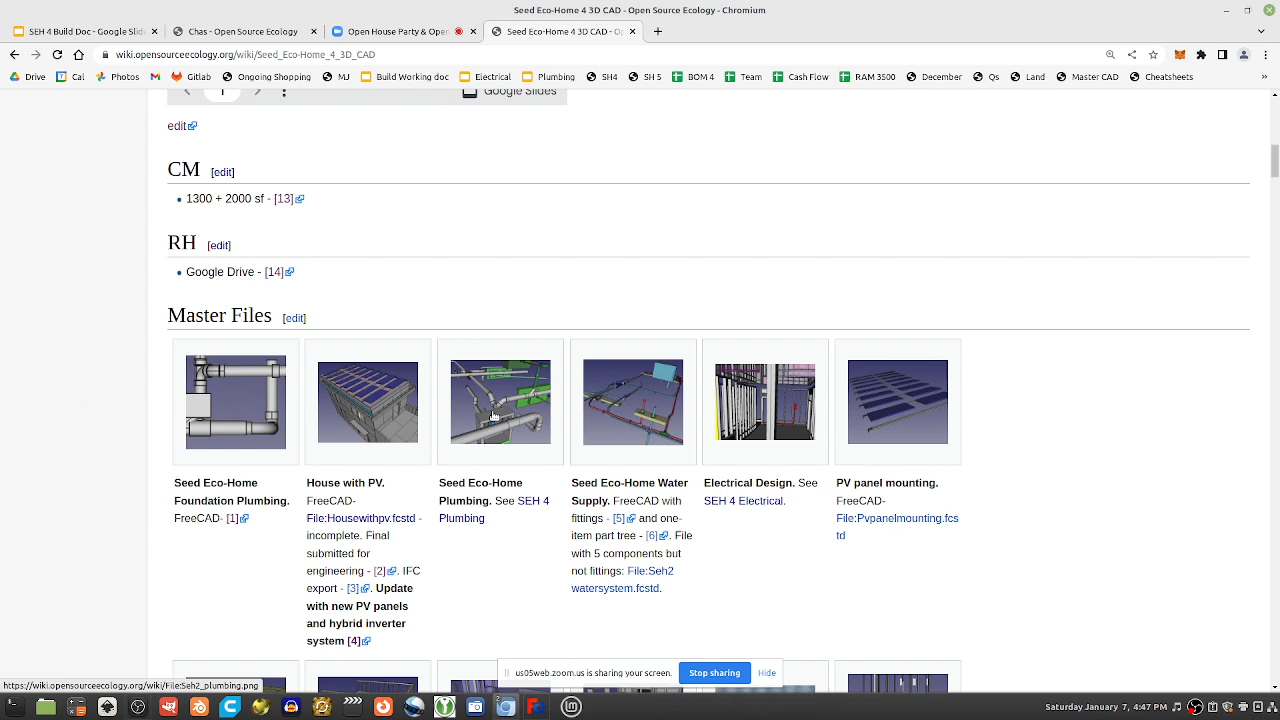 Seed Eco-Home 4 3D CAD - Open Source Ecology - Chromium
SEH 4 Build Doc - Google Slid
Chas - Open Source Ecology
Open House Party & Open
Seed Eco-Home 4 3D CAD - Op
wiki.opensourceecology.org/wiki/Seed_Eco-Home_4_3D_CAD
Drive Cal Photos Gitlab Ongoing Shopping MJ Build Working doc Electrical Plumbing SH4 SH 5 BOM 4 Team Cash Flow RAM 3500 December Qs Land Master CAD Cheatsheets
1 Google Slides
edit
CM [edit]
1300 + 2000 sf - [13]
RH [edit]
Google Drive - [14]
Master Files [edit]
Seed Eco-Home
Foundation Plumbing.
FreeCAD- [1]
House with PV.
FreeCAD-
File:Housewithpv.fcstd -
incomplete. Final
submitted for
engineering - [2]. IFC
export - [3]. Update
with new PV panels
and hybrid inverter
system [4]
Seed Eco-Home
Plumbing. See SEH 4
Plumbing
Seed Eco-Home Water
Supply. FreeCAD with
fittings - [5] and one-
item part tree - [6]. File
with 5 components but
not fittings: File:Seh2
watersystem.fcstd.
Electrical Design. See
SEH 4 Electrical.
PV panel mounting.
FreeCAD-
File:Pvpanelmounting.fcs
td
us05web.zoom.us is sharing your screen. Stop sharing Hide
https://wiki.opensourceecology.org/wiki/File:Seh2_plumbing.png
Saturday January 7, 4:47 PM